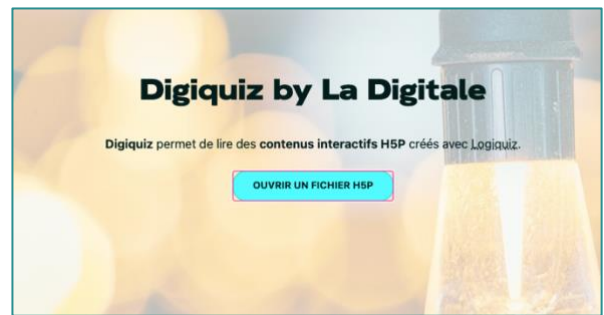 Digiquiz by La Digitale
Digiquiz permet de lire des contenus interactifs H5P créés avec Logiquiz.
OUVRIR UN FICHIER H5P